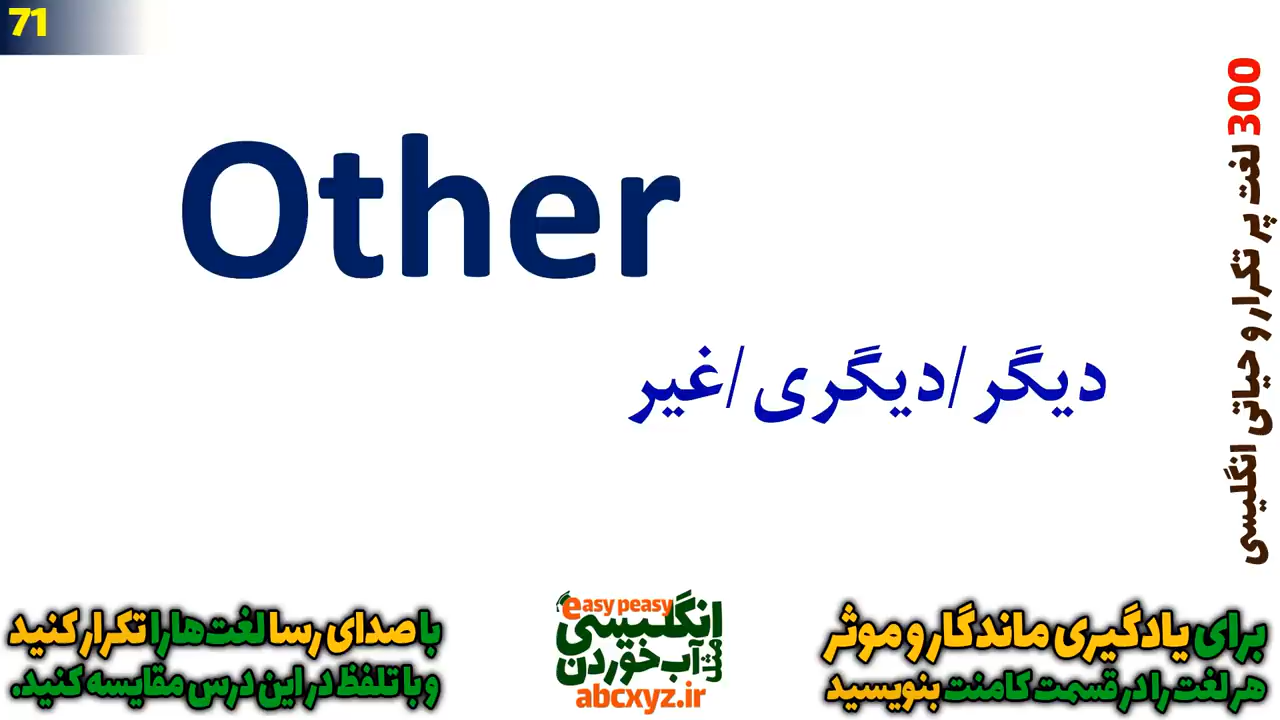 71
Other
دیگر /دیگری /غیر
300 لغت پر تکرار و حیاتی انگلیسی
برای یادگیری ماندگار و موثر
هر لغت را در قسمت کامنت بنویسید
easy peasy
انگلیسی
مثل آب خوردن
abcxyz.ir
با صدای رسا لغت‌ها را تکرار کنید
و با تلفظ در این درس مقایسه کنید.